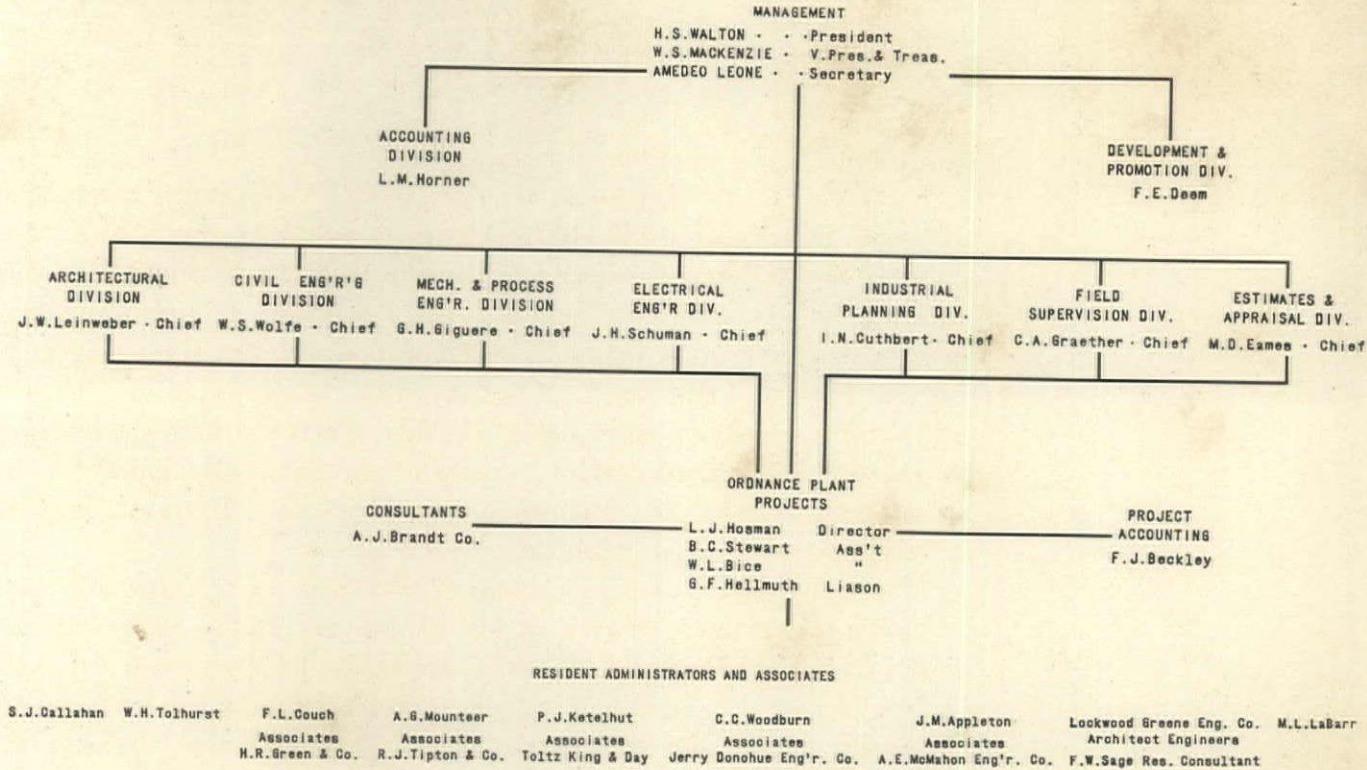 MANAGEMENT
H.S.WALTON · · · President
W.S.MACKENZIE · V.Pres.& Treas.
AMEDEO LEONE · · Secretary
ACCOUNTING
DIVISION
L.M.Horner
DEVELOPMENT &
PROMOTION DIV.
F.E.Deem
ARCHITECTURAL
DIVISION
J.W.Leinweber · Chief
CIVIL ENG'R'G
DIVISION
W.S.Wolfe · Chief
MECH. & PROCESS
ENG'R. DIVISION
G.H.Giguere · Chief
ELECTRICAL
ENG'R DIV.
J.H.Schuman · Chief
INDUSTRIAL
PLANNING DIV.
I.N.Cuthbert · Chief
FIELD
SUPERVISION DIV.
C.A.Graether · Chief
ESTIMATES &
APPRAISAL DIV.
M.D.Eames · Chief
ORDNANCE PLANT
PROJECTS
L.J.Hosman Director
B.C.Stewart Ass't
W.L.Bice "
G.F.Hellmuth Liason
CONSULTANTS
A.J.Brandt Co.
PROJECT
ACCOUNTING
F.J.Beckley
RESIDENT ADMINISTRATORS AND ASSOCIATES
S.J.Callahan
W.H.Tolhurst
F.L.Couch
Associates
H.R.Green & Co.
A.G.Mounteer
Associates
R.J.Tipton & Co.
P.J.Ketelhut
Associates
Toltz King & Day
C.C.Woodburn
Associates
Jerry Donohue Eng'r. Co.
J.M.Appleton
Associates
A.E.McMahon Eng'r. Co.
Lockwood Greene Eng. Co.
Architect Engineers
F.W.Sage Res. Consultant
M.L.LaBarr